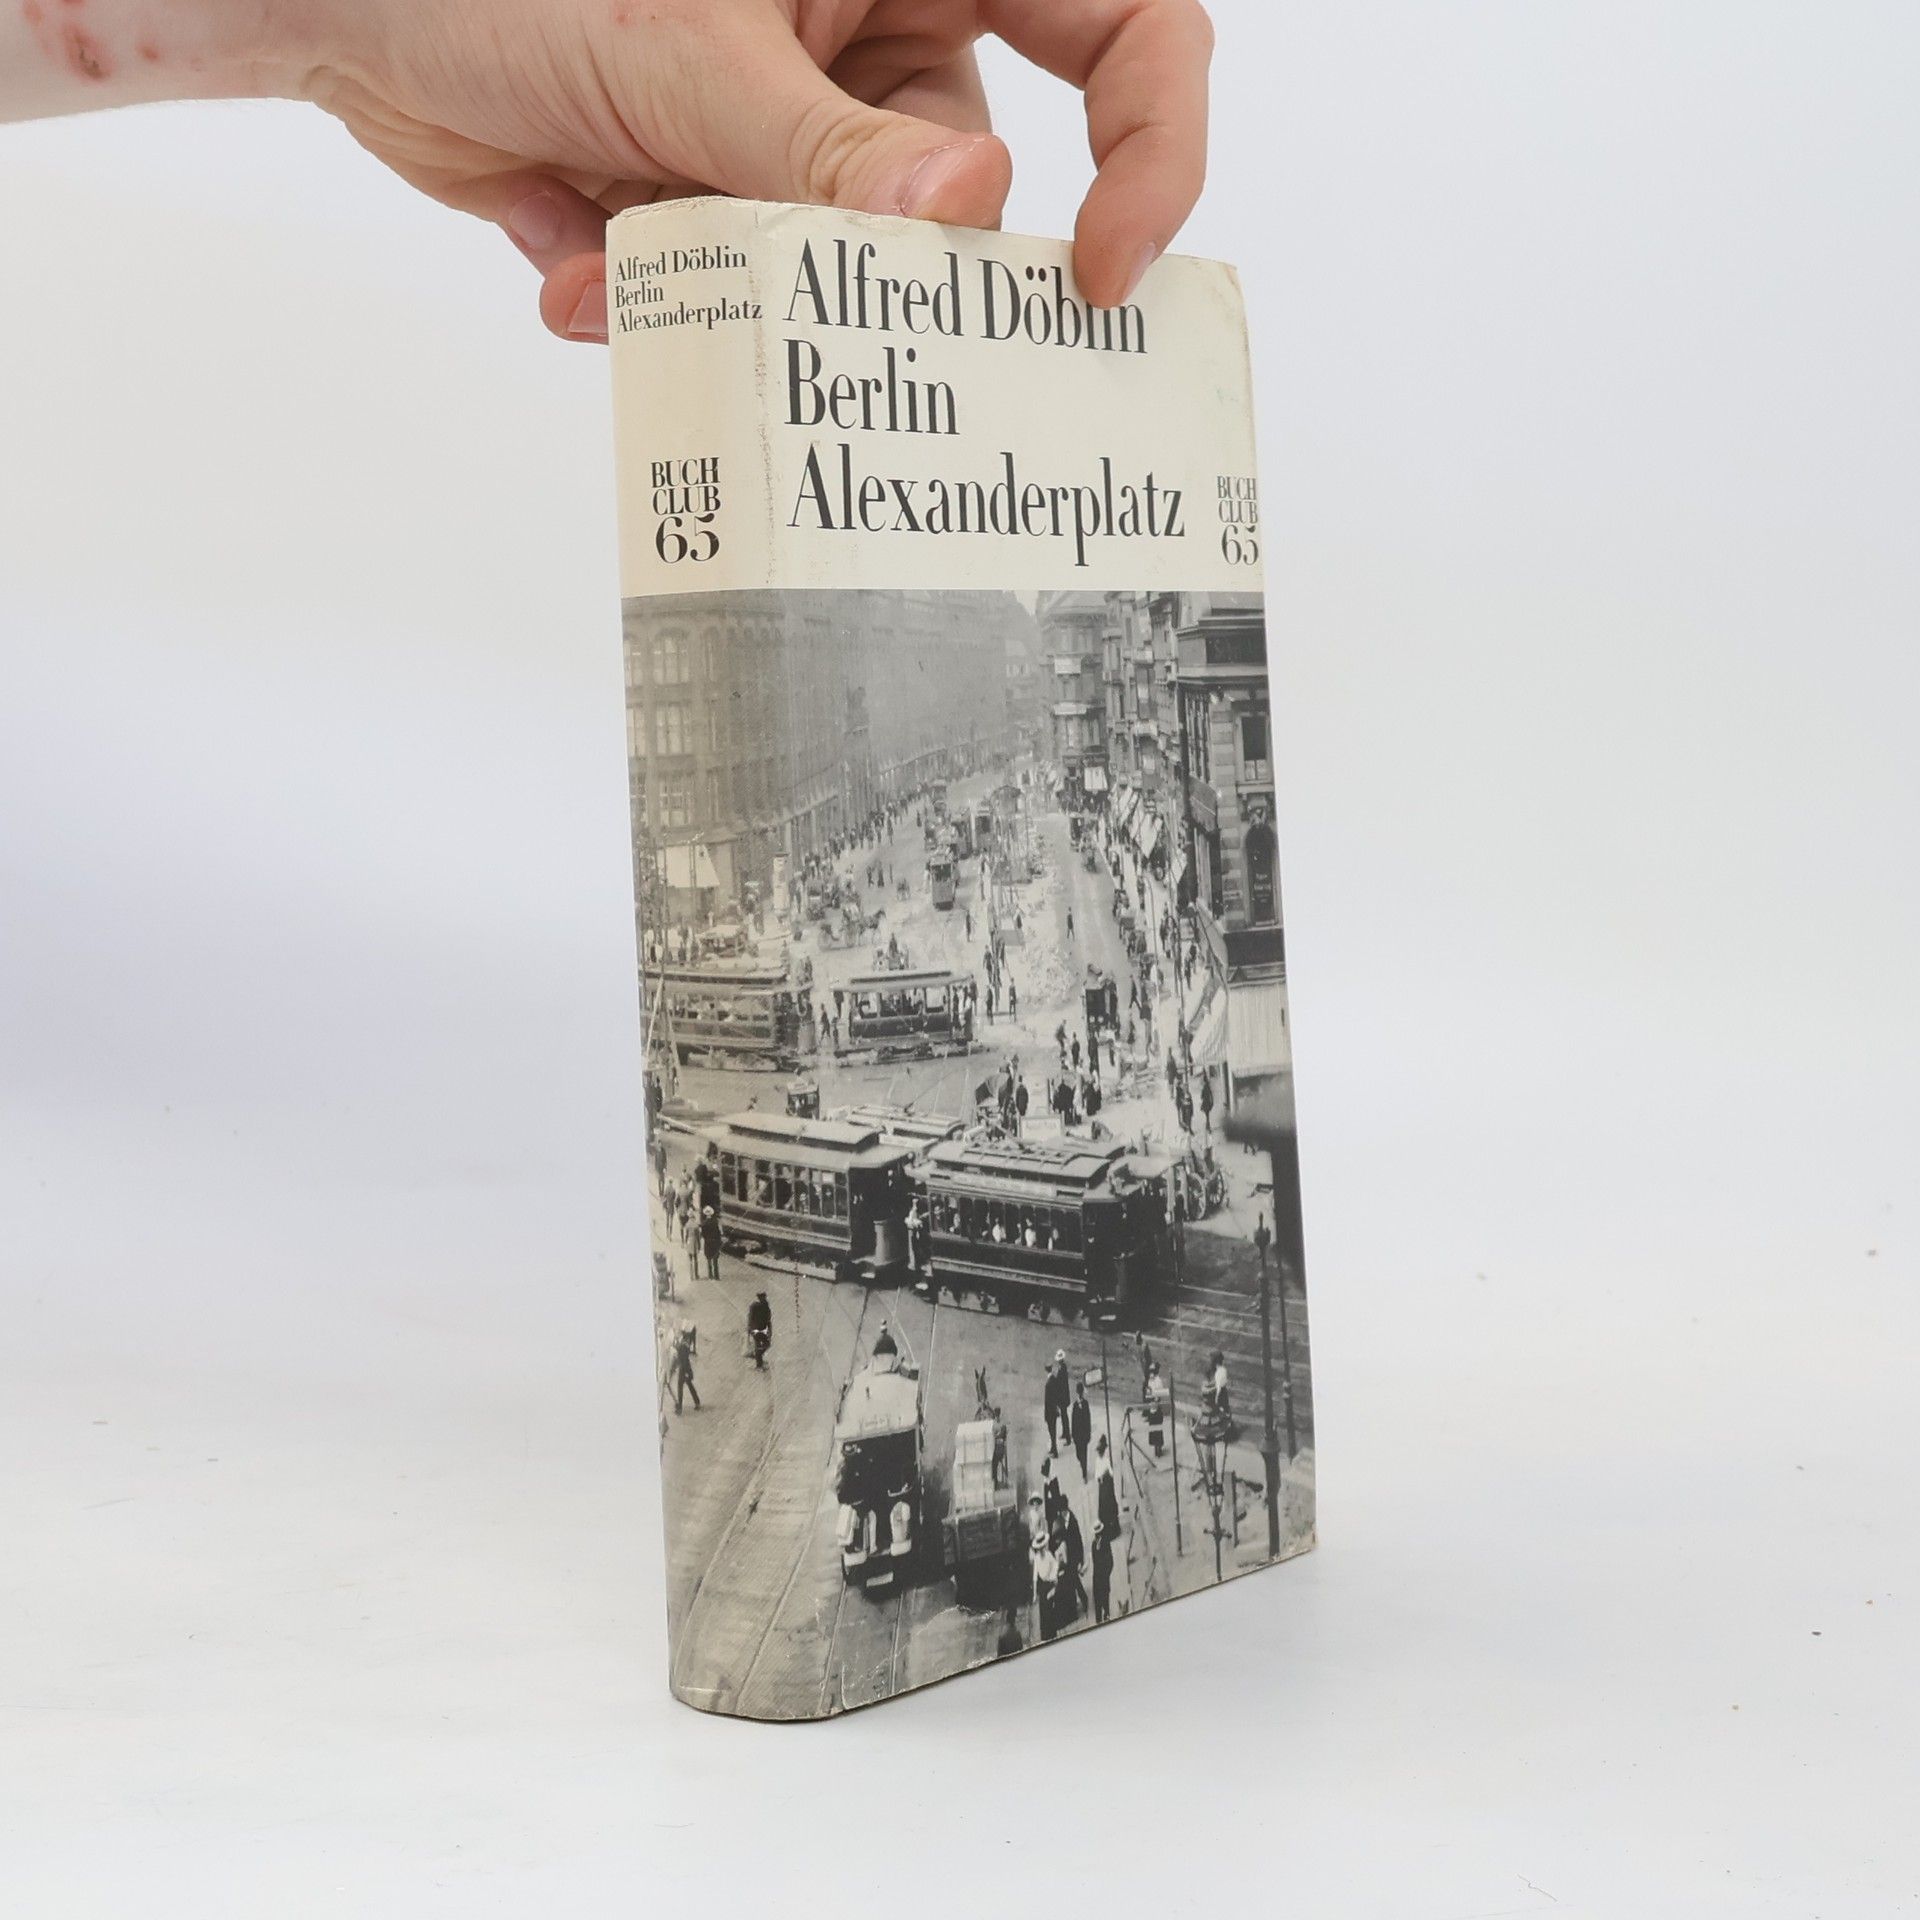 Alfred Döblin
Berlin
Alexanderplatz
BUCH
CLUB
65
Alfred Döblin
Berlin
Alexanderplatz
BUCH
CLUB
65